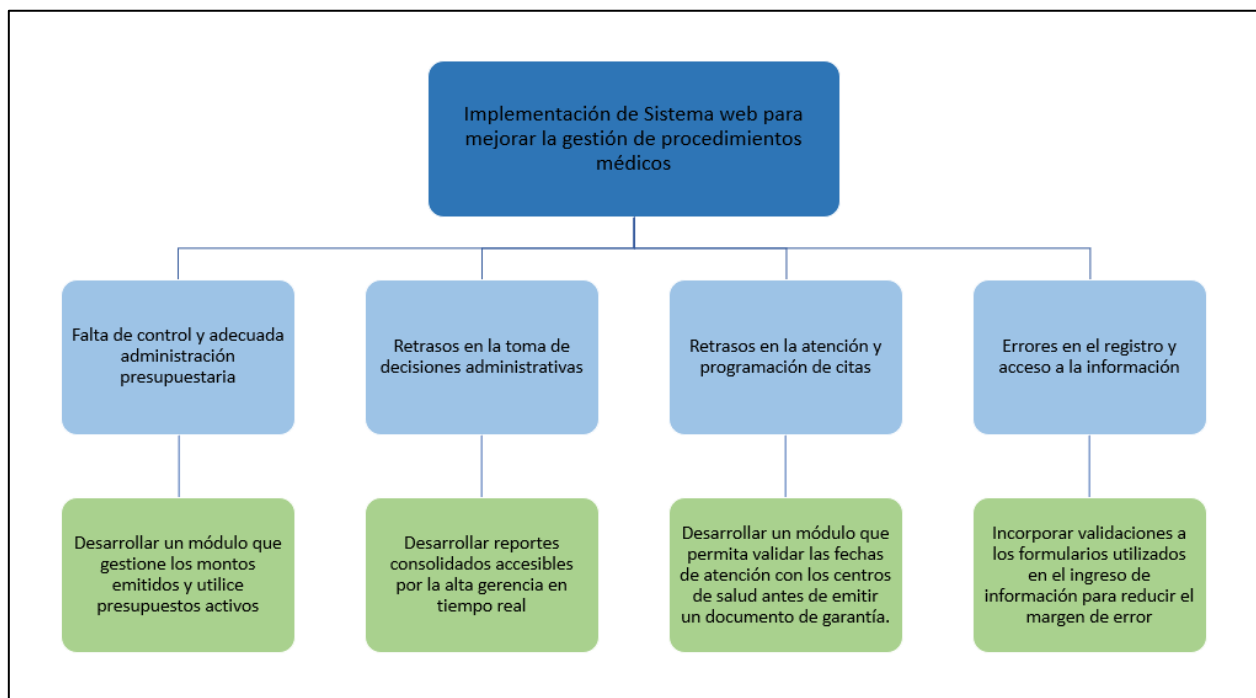 Implementación de Sistema web para
mejorar la gestión de procedimientos
médicos
Falta de control y adecuada
administración
presupuestaria
Retrasos en la toma de
decisiones administrativas
Retrasos en la atención y
programación de citas
Errores en el registro y
acceso a la información
Desarrollar un módulo que
gestione los montos
emitidos y utilice
presupuestos activos
Desarrollar reportes
consolidados accesibles
por la alta gerencia en
tiempo real
Desarrollar un módulo que
permita validar las fechas
de atención con los centros
de salud antes de emitir
un documento de garantía.
Incorporar validaciones a
los formularios utilizados
en el ingreso de
información para reducir el
margen de error